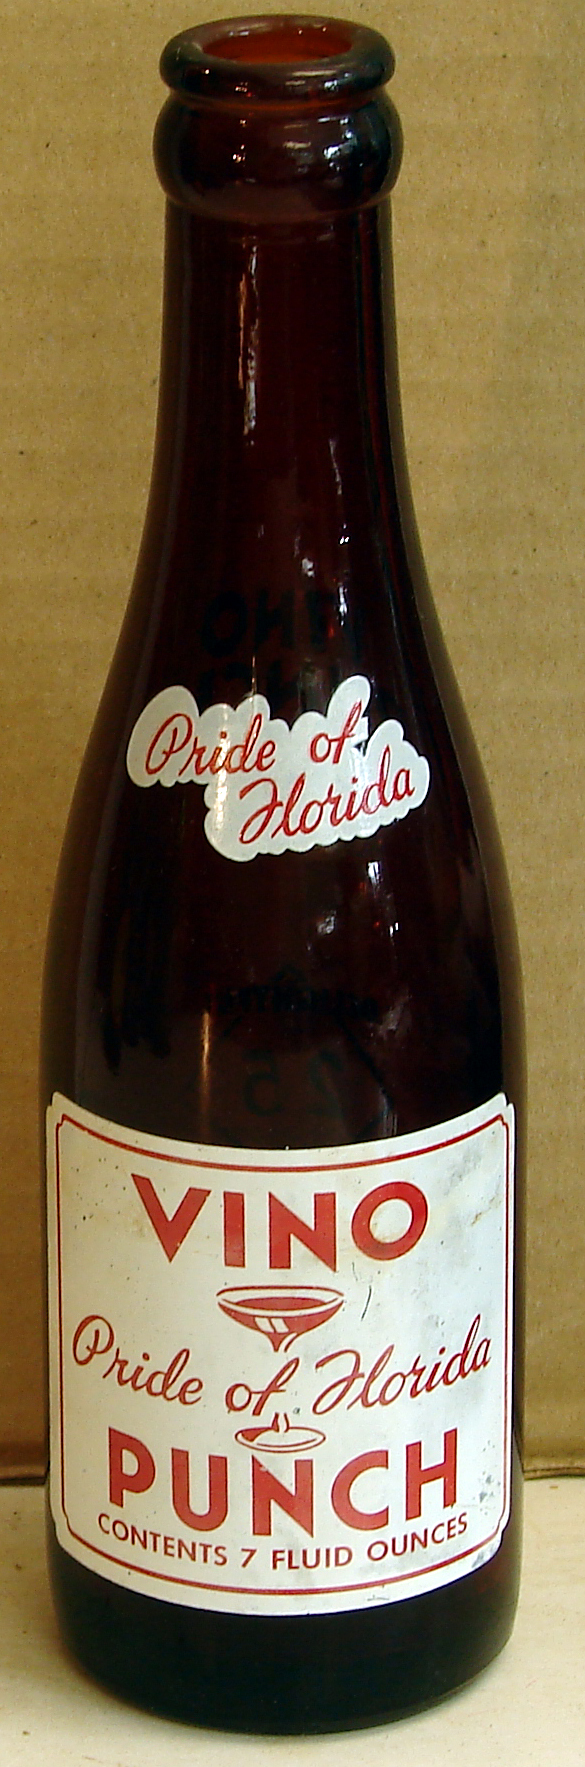 Pride of
Florida
VINO
Pride of Florida
PUNCH
CONTENTS 7 FLUID OUNCES